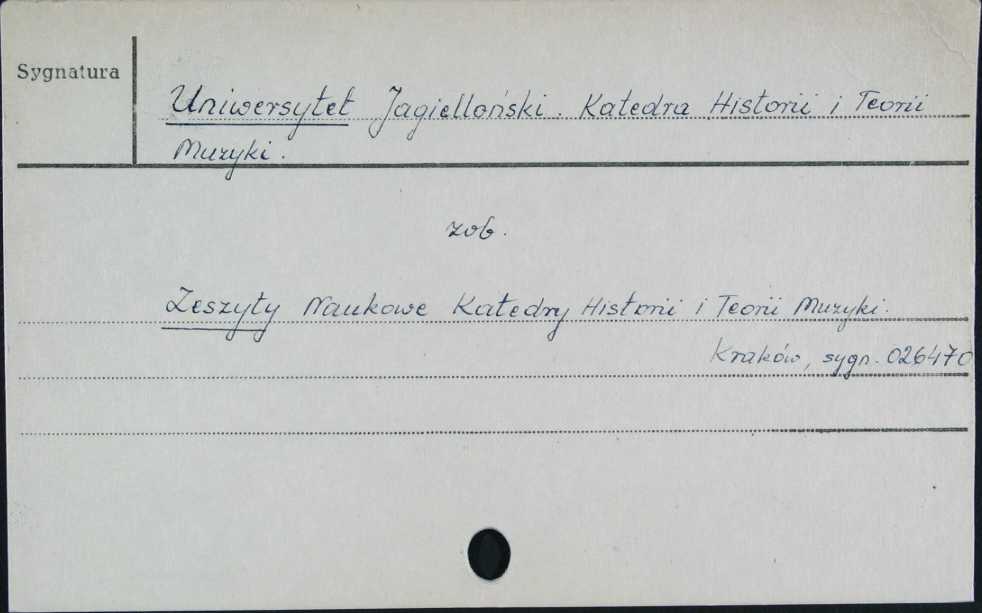 Sygnatura
Uniwersytet Jagielloński. Katedra Historii i Teorii
Muzyki.
zob.
Zeszyty Naukowe Katedry Historii i Teorii Muzyki.
Kraków, sygn. 026470